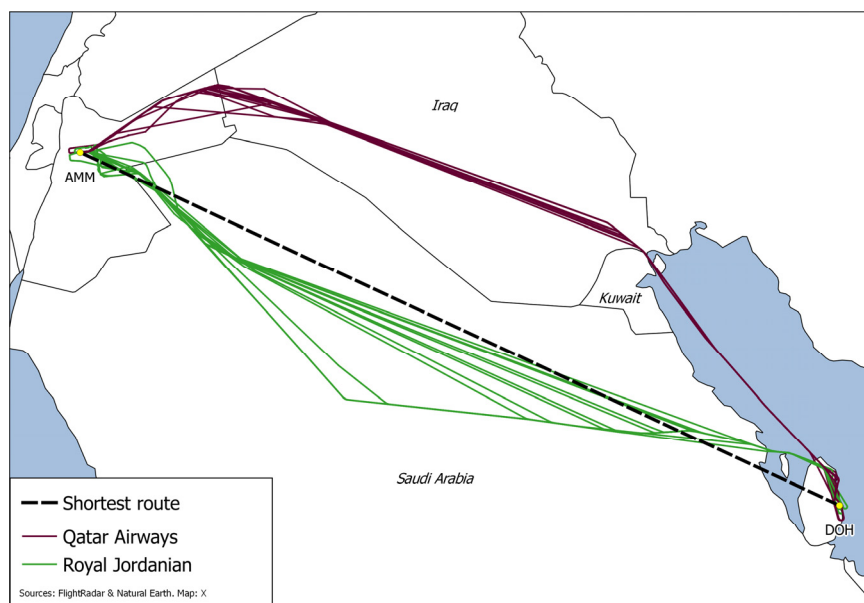 Iraq
AMM
Kuwait
Saudi Arabia
DOH
Shortest route
Qatar Airways
Royal Jordanian
Sources: FlightRadar & Natural Earth. Map: X